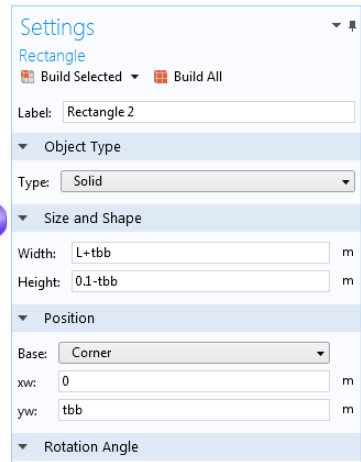 Settings
Rectangle
Build Selected Build All
Label: Rectangle 2
Object Type
Type: Solid
Size and Shape
Width: L+tbb m
Height: 0.1-tbb m
Position
Base: Corner
xw: 0 m
yw: tbb m
Rotation Angle